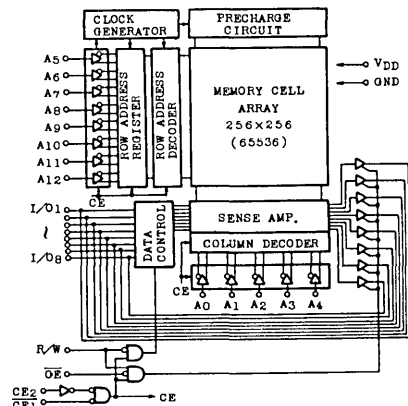 CLOCK GENERATOR
PRECHARGE CIRCUIT
A5
A6
A7
A8
A9
A10
A11
A12
CE
ROW ADDRESS REGISTER
ROW ADDRESS DECODER
MEMORY CELL
ARRAY
256×256
(65536)
VDD
GND
I/O1
~
I/O8
DATA CONTROL
SENSE AMP.
COLUMN DECODER
CE
A0 A1 A2 A3 A4
R/W
OE
CE2
CE1
CE